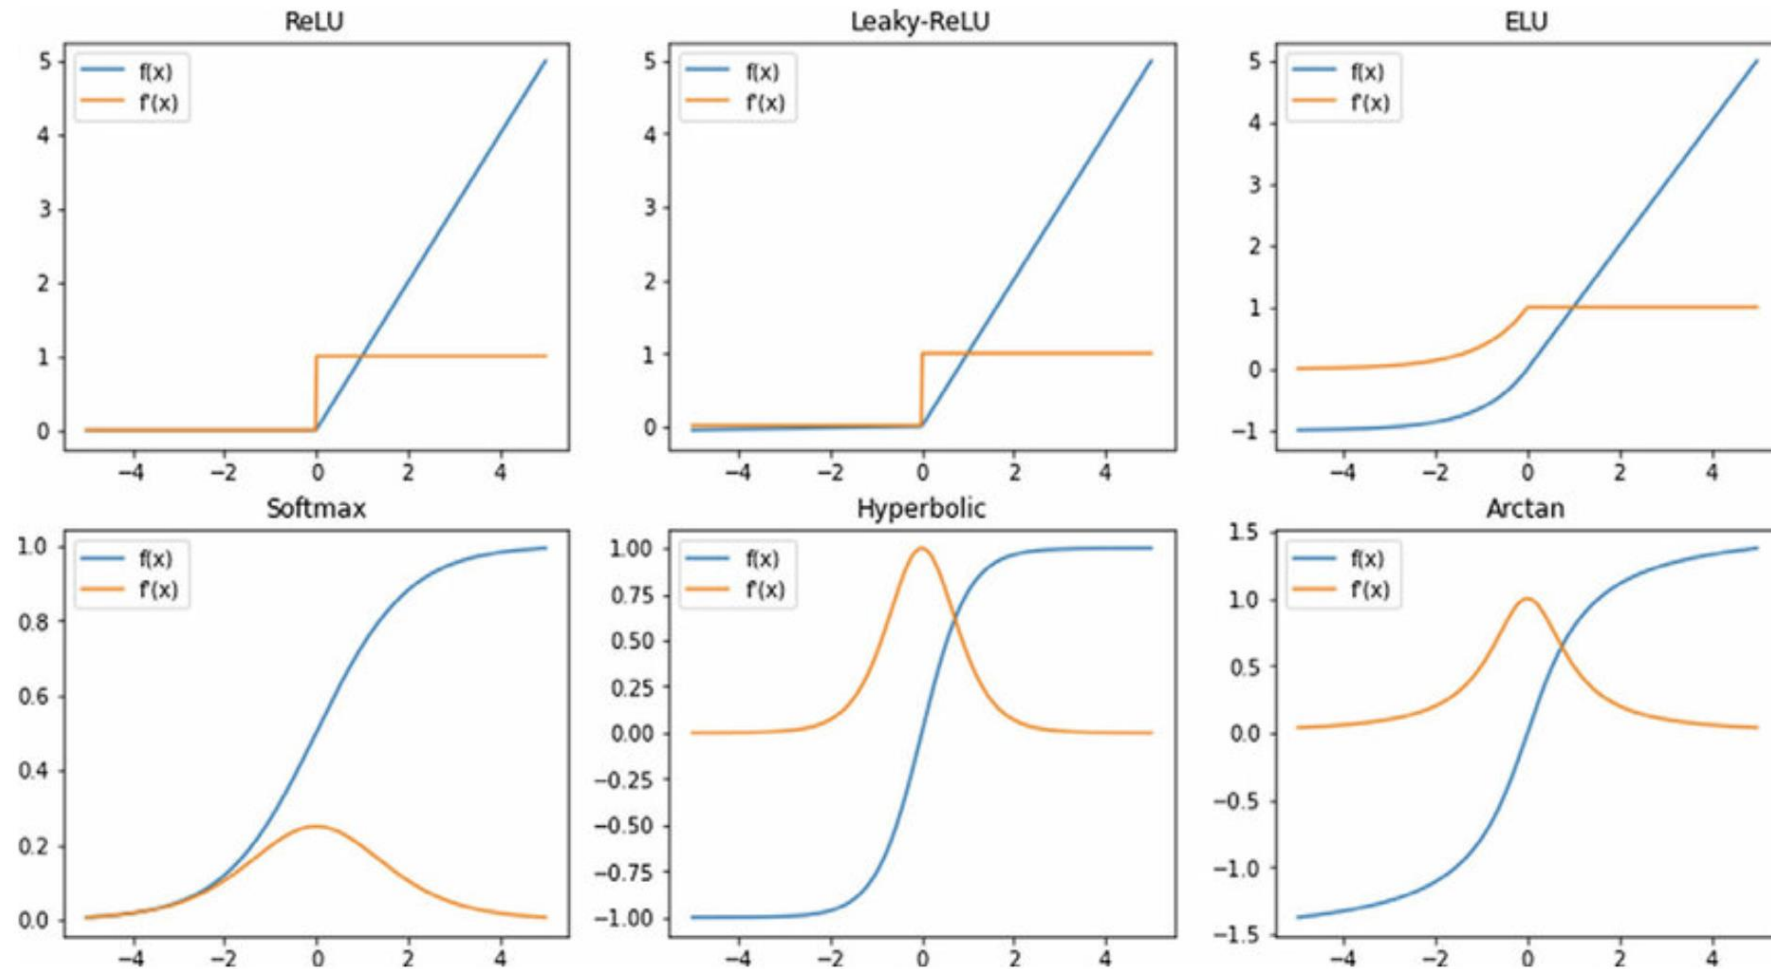 ReLU
f(x)
f'(x)
5
4
3
2
1
0
−4 −2 0 2 4
Leaky-ReLU
f(x)
f'(x)
5
4
3
2
1
0
−4 −2 0 2 4
ELU
f(x)
f'(x)
5
4
3
2
1
0
−1
−4 −2 0 2 4
Softmax
f(x)
f'(x)
1.0
0.8
0.6
0.4
0.2
0.0
−4 −2 0 2 4
Hyperbolic
f(x)
f'(x)
1.00
0.75
0.50
0.25
0.00
−0.25
−0.50
−0.75
−1.00
−4 −2 0 2 4
Arctan
f(x)
f'(x)
1.5
1.0
0.5
0.0
−0.5
−1.0
−1.5
−4 −2 0 2 4